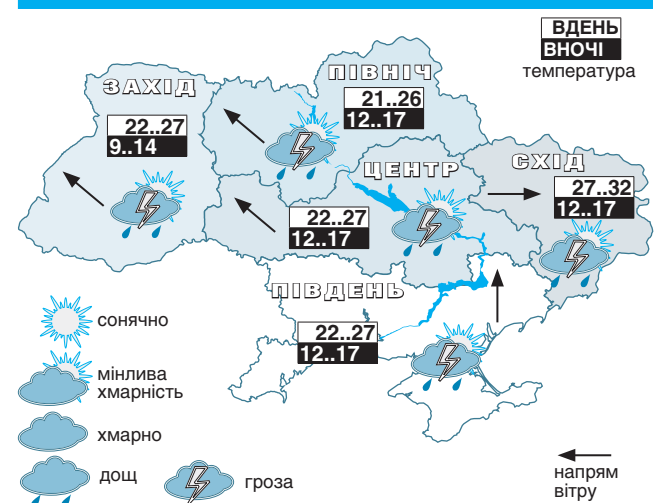 ВДЕНЬ
ВНОЧІ
температура
ПІВНІЧ
21..26
12..17
ЗАХІД
22..27
9..14
ЦЕНТР
22..27
12..17
СХІД
27..32
12..17
ПІВДЕНЬ
22..27
12..17
сонячно
мінлива
хмарність
хмарно
дощ
гроза
напрям
вітру